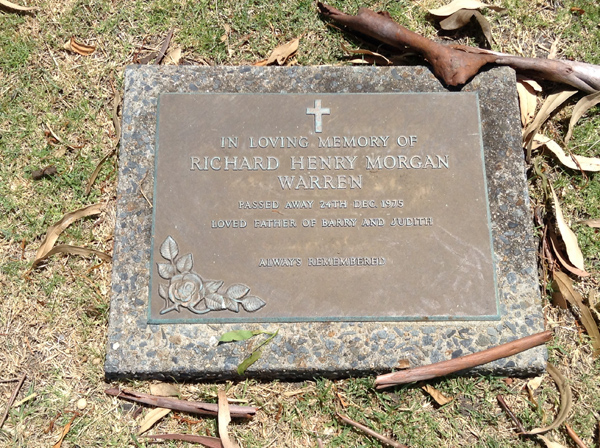 IN LOVING MEMORY OF
RICHARD HENRY MORGAN
WARREN
PASSED AWAY 24TH DEC. 1975
LOVED FATHER OF BARRY AND JUDITH
ALWAYS REMEMBERED